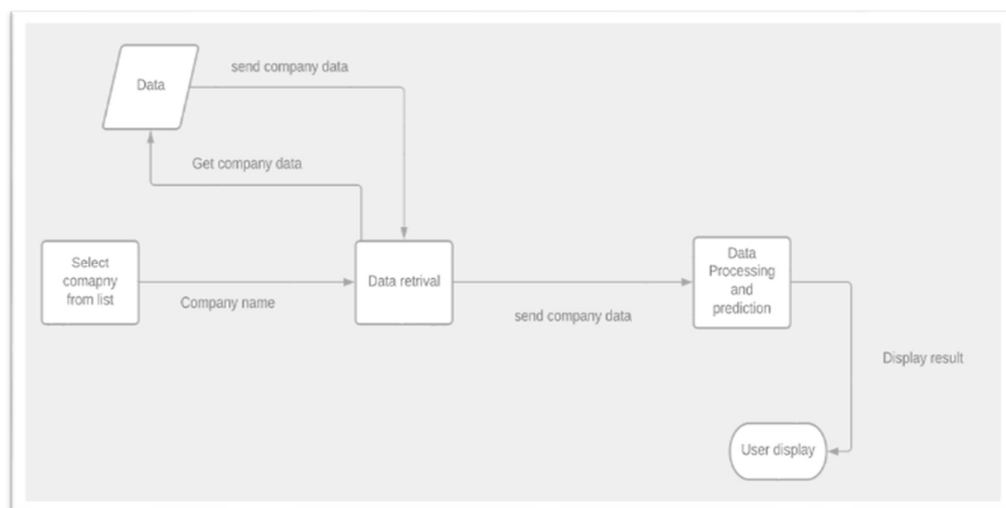 Data
send company data
Get company data
Select
comapny
from list
Company name
Data retrival
send company data
Data
Processing
and
prediction
Display result
User display